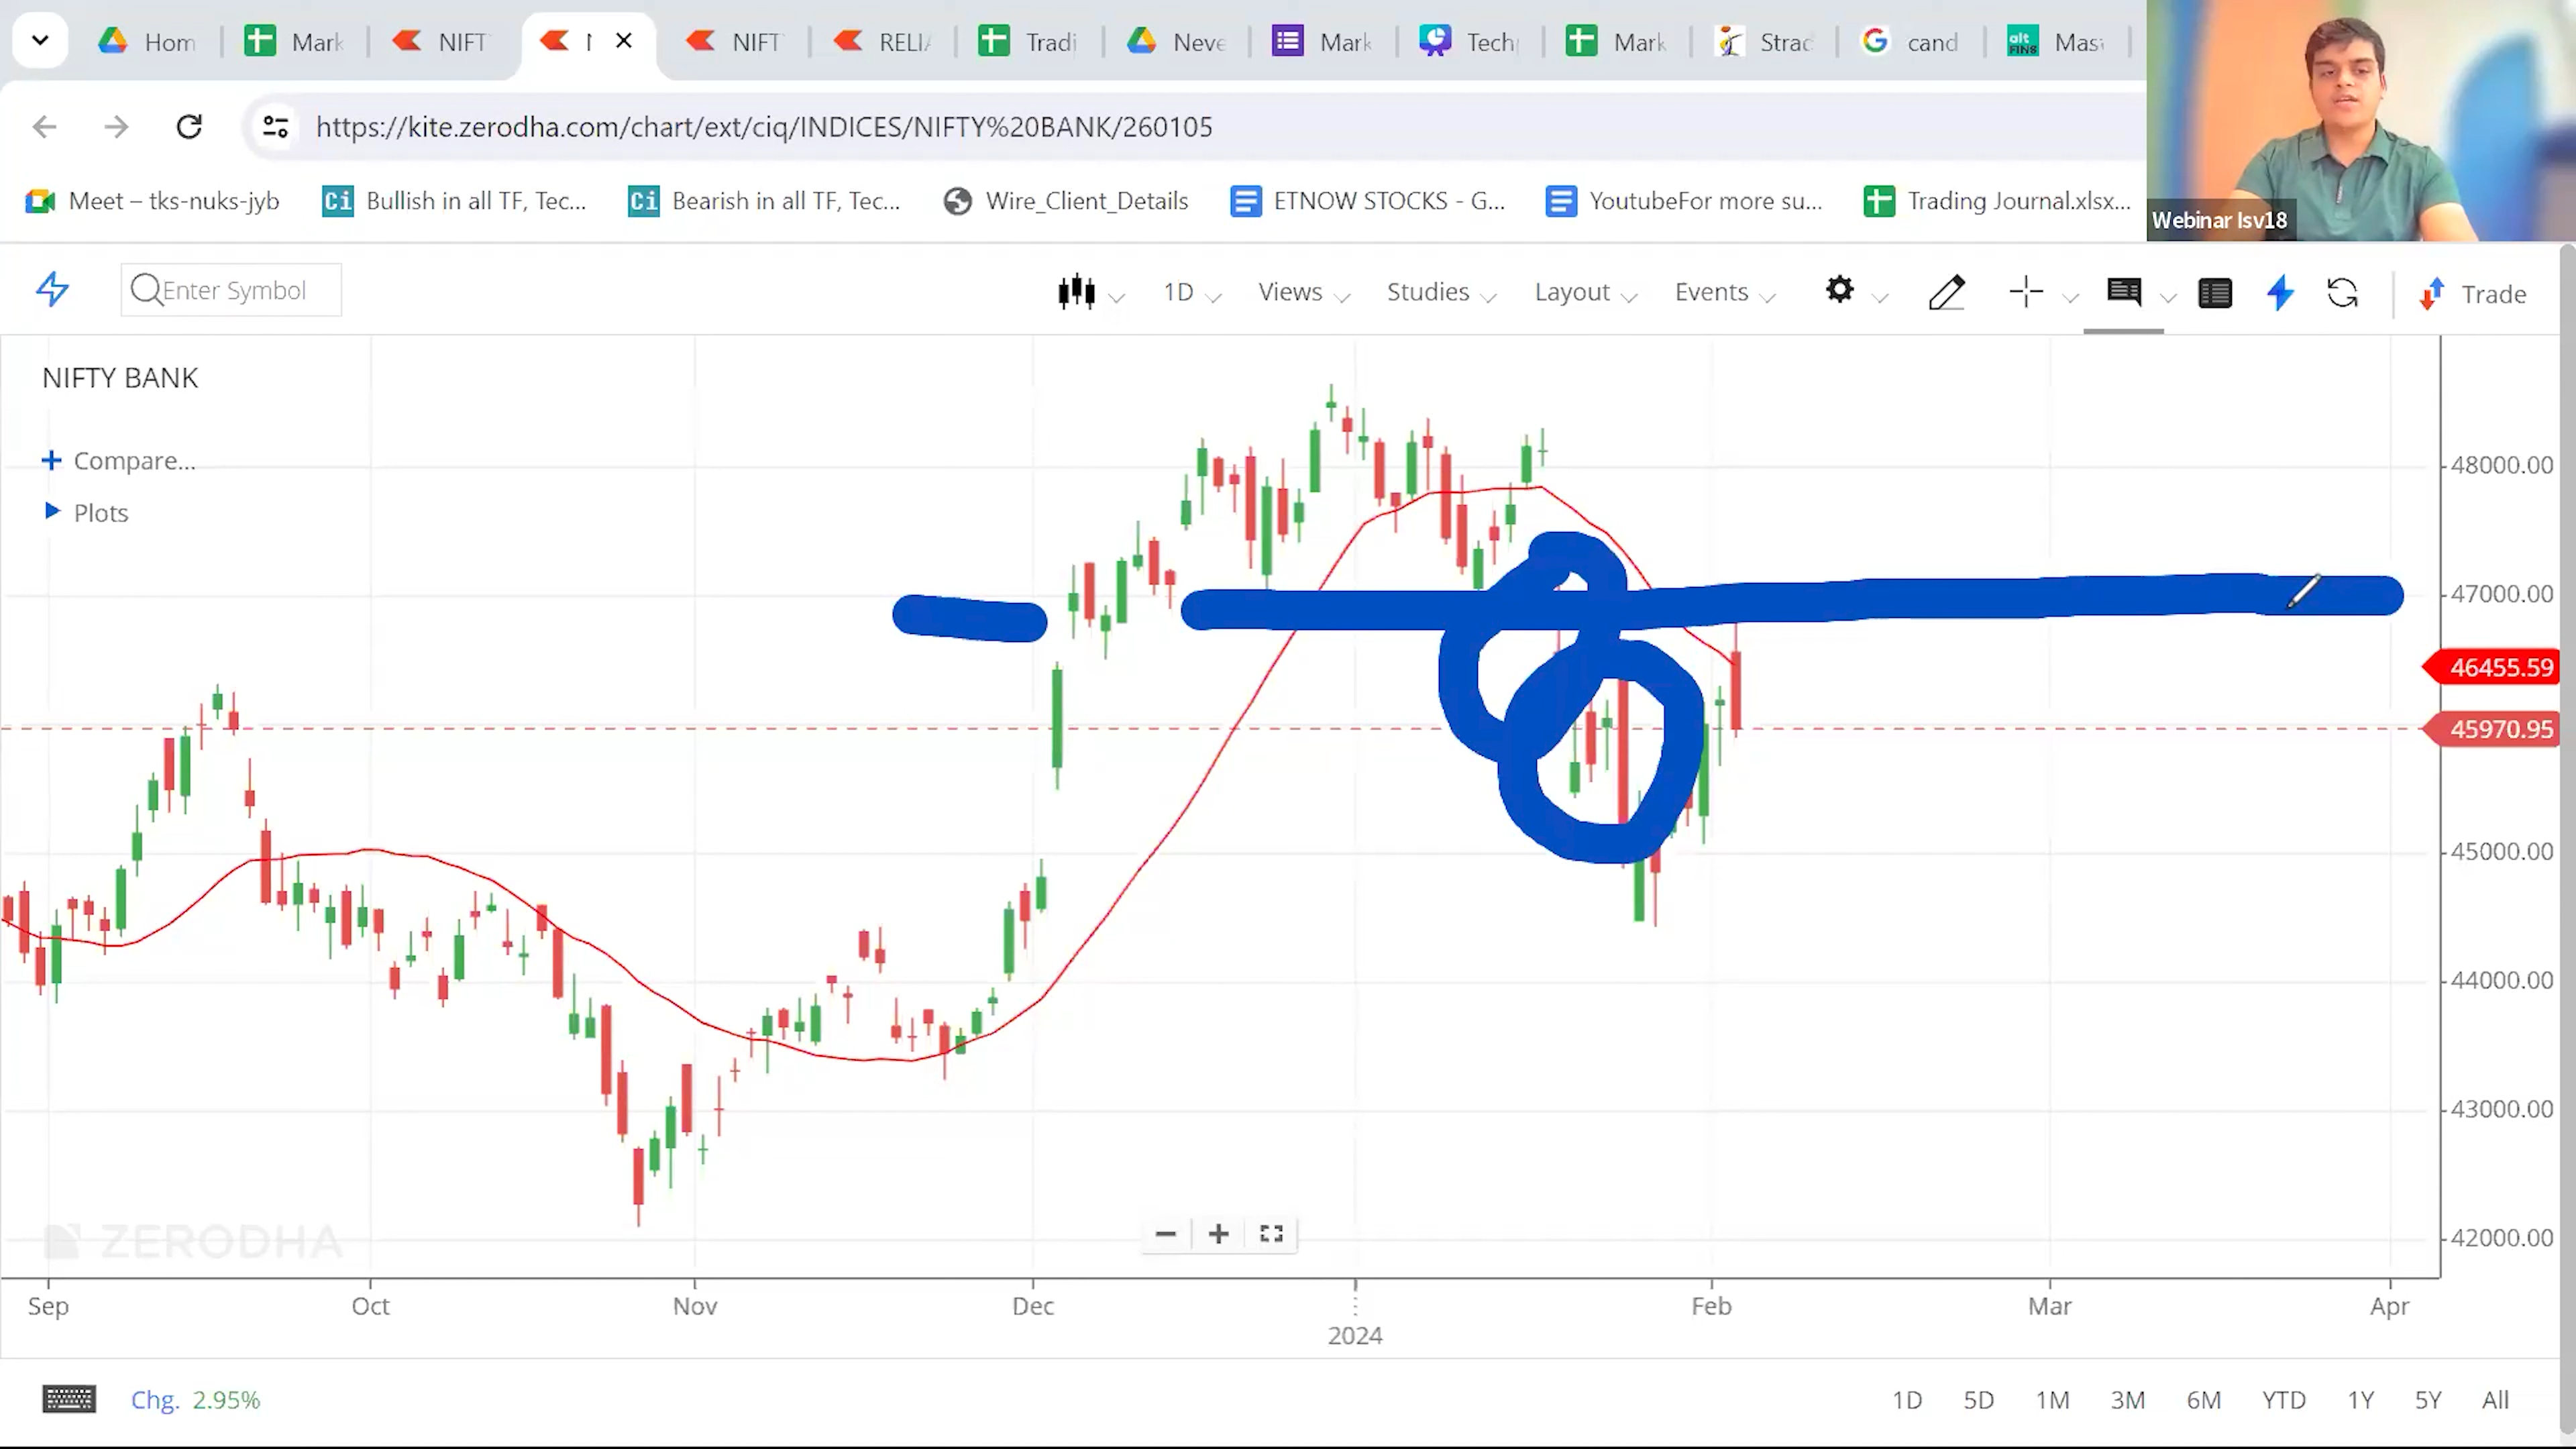 Hom Mark NIFT RELI Tradi Neve Mark Tech Mark Strad cand Mas
https://kite.zerodha.com/chart/ext/ciq/INDICES/NIFTY%20BANK/260105
Meet – tks-nuks-jyb Ci Bullish in all TF, Tec... Ci Bearish in all TF, Tec... Wire_Client_Details ETNOW STOCKS - G... YoutubeFor more su... Trading Journal.xlsx...
Webinar lsv18
Enter Symbol 1D Views Studies Layout Events Trade
NIFTY BANK
Compare...
Plots
48000.00
47000.00
46455.59
45970.95
45000.00
44000.00
43000.00
42000.00
ZERODHA
Sep Oct Nov Dec Feb Mar Apr
2024
Chg. 2.95% 1D 5D 1M 3M 6M YTD 1Y 5Y All